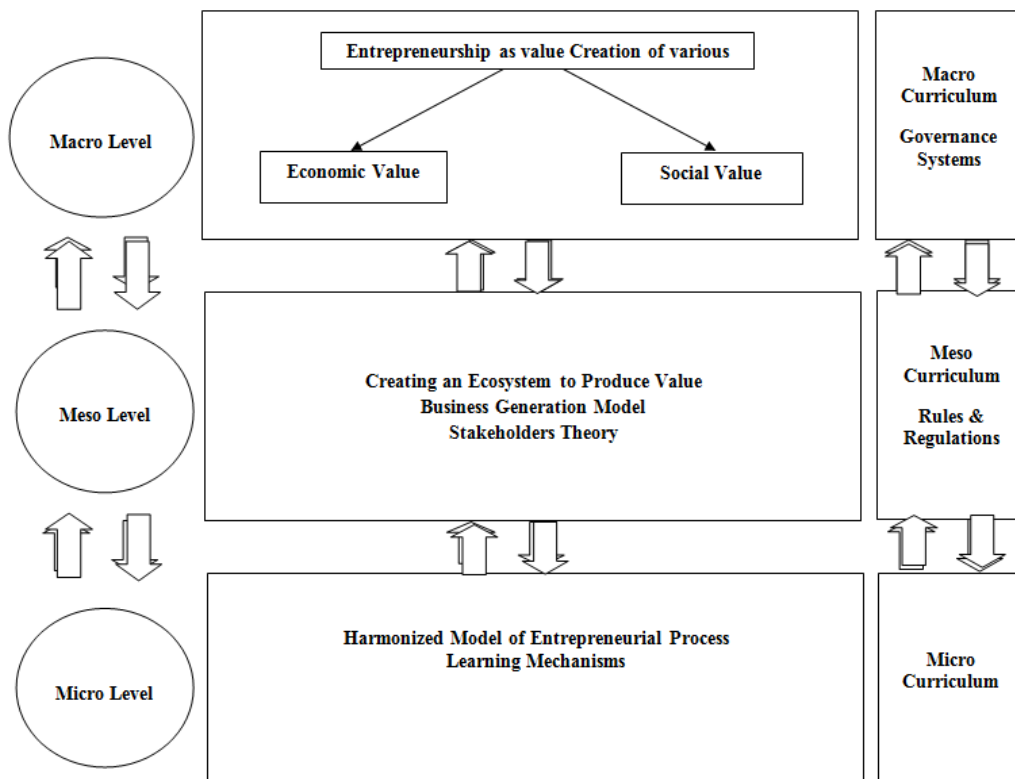 Entrepreneurship as value Creation of various
Macro Level
Economic Value
Social Value
Macro
Curriculum
Governance
Systems
Meso Level
Creating an Ecosystem to Produce Value
Business Generation Model
Stakeholders Theory
Meso
Curriculum
Rules &
Regulations
Micro Level
Harmonized Model of Entrepreneurial Process
Learning Mechanisms
Micro
Curriculum